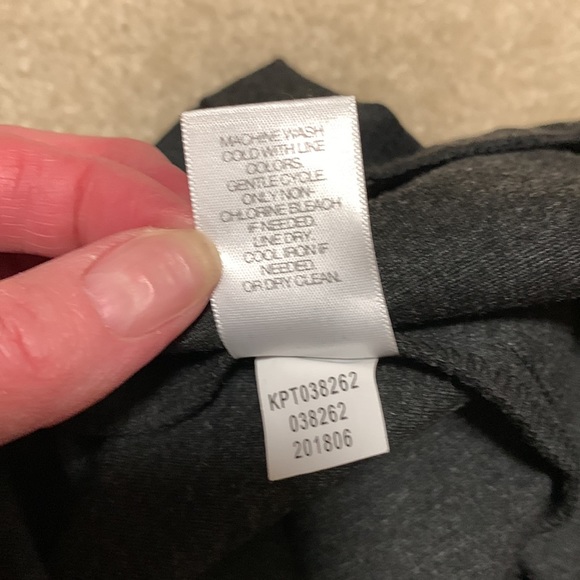 MACHINE WASH
COLD WITH LIKE
COLORS.
GENTLE CYCLE.
ONLY NON-
CHLORINE BLEACH
IF NEEDED.
LINE DRY.
COOL IRON IF
NEEDED.
OR DRY CLEAN.
KPT038262
038262
201806